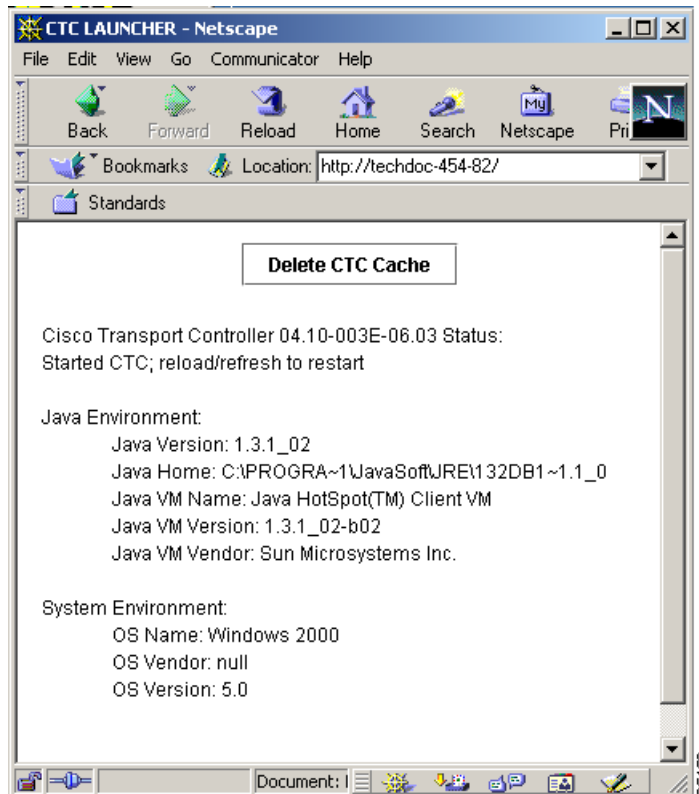 CTC LAUNCHER - Netscape
File Edit View Go Communicator Help
Back Forward Reload Home Search Netscape Pri
My
N
Bookmarks Location: http://techdoc-454-82/
Standards
Delete CTC Cache
Cisco Transport Controller 04.10-003E-06.03 Status:
Started CTC; reload/refresh to restart
Java Environment:
Java Version: 1.3.1_02
Java Home: C:\PROGRA~1\JavaSoft\JRE\132DB1~1.1_0
Java VM Name: Java HotSpot(TM) Client VM
Java VM Version: 1.3.1_02-b02
Java VM Vendor: Sun Microsystems Inc.
System Environment:
OS Name: Windows 2000
OS Vendor: null
OS Version: 5.0
Document: